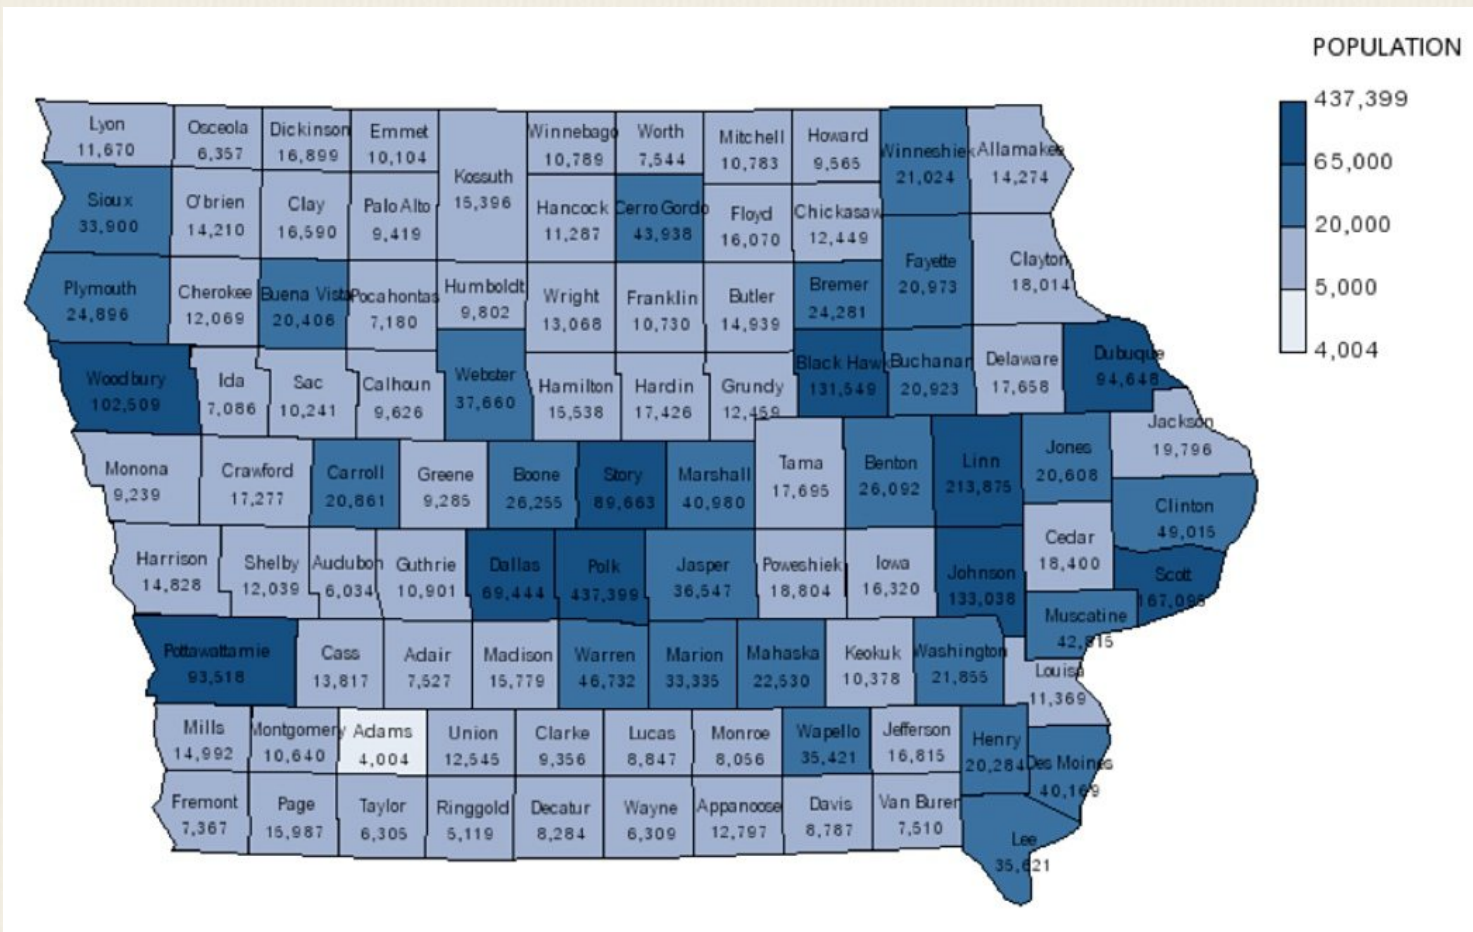 POPULATION
437,399
65,000
20,000
5,000
4,004
Lyon
11,670
Osceola
6,357
Dickinson
16,899
Emmet
10,104
Kossuth
15,396
Winnebago
10,789
Worth
7,544
Mitchell
10,783
Howard
9,565
Winneshiek
21,024
Allamakee
14,274
Sioux
33,900
O'brien
14,210
Clay
16,590
Palo Alto
9,419
Hancock
11,287
Cerro Gordo
43,938
Floyd
16,070
Chickasaw
12,449
Fayette
20,973
Clayton
18,014
Plymouth
24,896
Cherokee
12,069
Buena Vista
20,406
Pocahontas
7,180
Humboldt
9,802
Wright
13,068
Franklin
10,730
Butler
14,939
Bremer
24,281
Woodbury
102,509
Ida
7,086
Sac
10,241
Calhoun
9,626
Webster
37,660
Hamilton
15,538
Hardin
17,426
Grundy
12,459
Black Hawk
131,549
Buchanan
20,923
Delaware
17,658
Dubuque
94,648
Jackson
19,796
Monona
9,239
Crawford
17,277
Carroll
20,861
Greene
9,285
Boone
26,255
Story
89,663
Marshall
40,980
Tama
17,695
Benton
26,092
Linn
213,875
Jones
20,608
Clinton
49,015
Harrison
14,828
Shelby
12,039
Audubon
6,034
Guthrie
10,901
Dallas
69,444
Polk
437,399
Jasper
36,547
Poweshiek
18,804
Iowa
16,320
Johnson
133,038
Cedar
18,400
Scott
Muscatine
42,815
Pottawattamie
93,518
Cass
13,817
Adair
7,527
Madison
15,779
Warren
46,732
Marion
33,335
Mahaska
22,530
Keokuk
10,378
Washington
21,855
Louisa
11,369
Mills
14,992
Montgomery
10,640
Adams
4,004
Union
12,545
Clarke
9,356
Lucas
8,847
Monroe
8,056
Wapello
35,421
Jefferson
16,815
Henry
20,284
Des Moines
40,169
Fremont
7,367
Page
15,987
Taylor
6,305
Ringgold
5,119
Decatur
8,284
Wayne
6,309
Appanoose
12,797
Davis
8,787
Van Buren
7,510
Lee
35,621